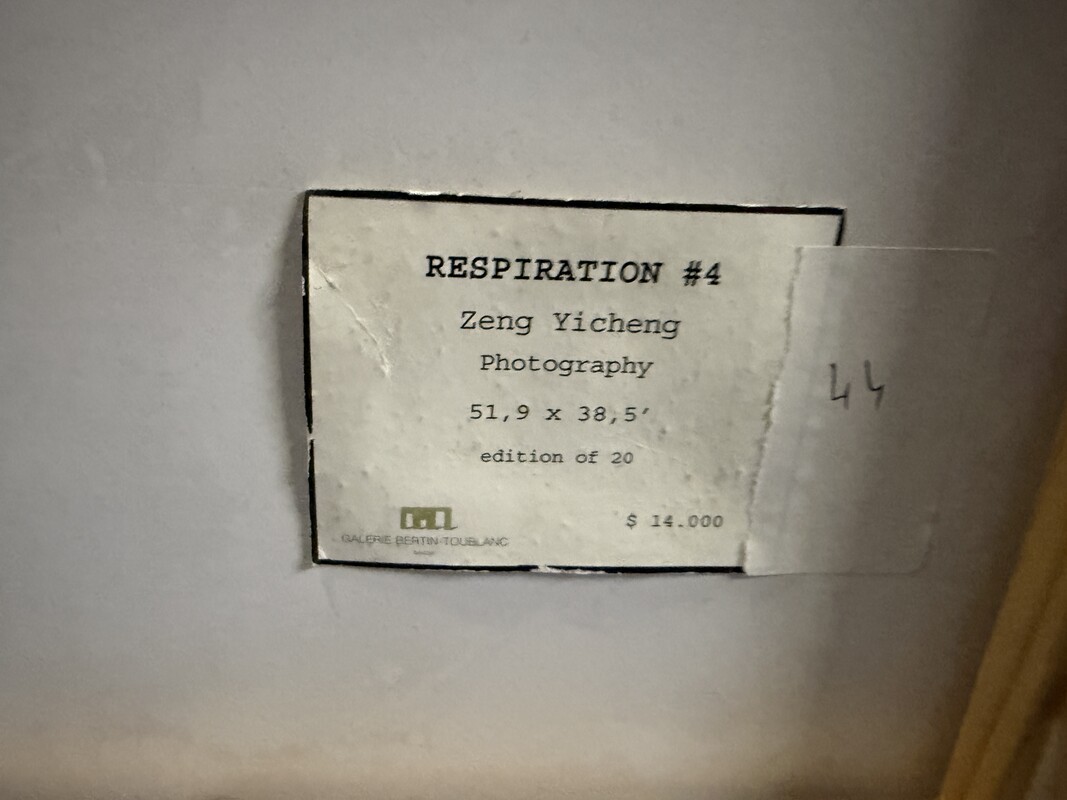 RESPIRATION #4
Zeng Yicheng
Photography
51,9 x 38,5′
edition of 20
$ 14.000
GALERIE BERTIN-TOUBLANC
44